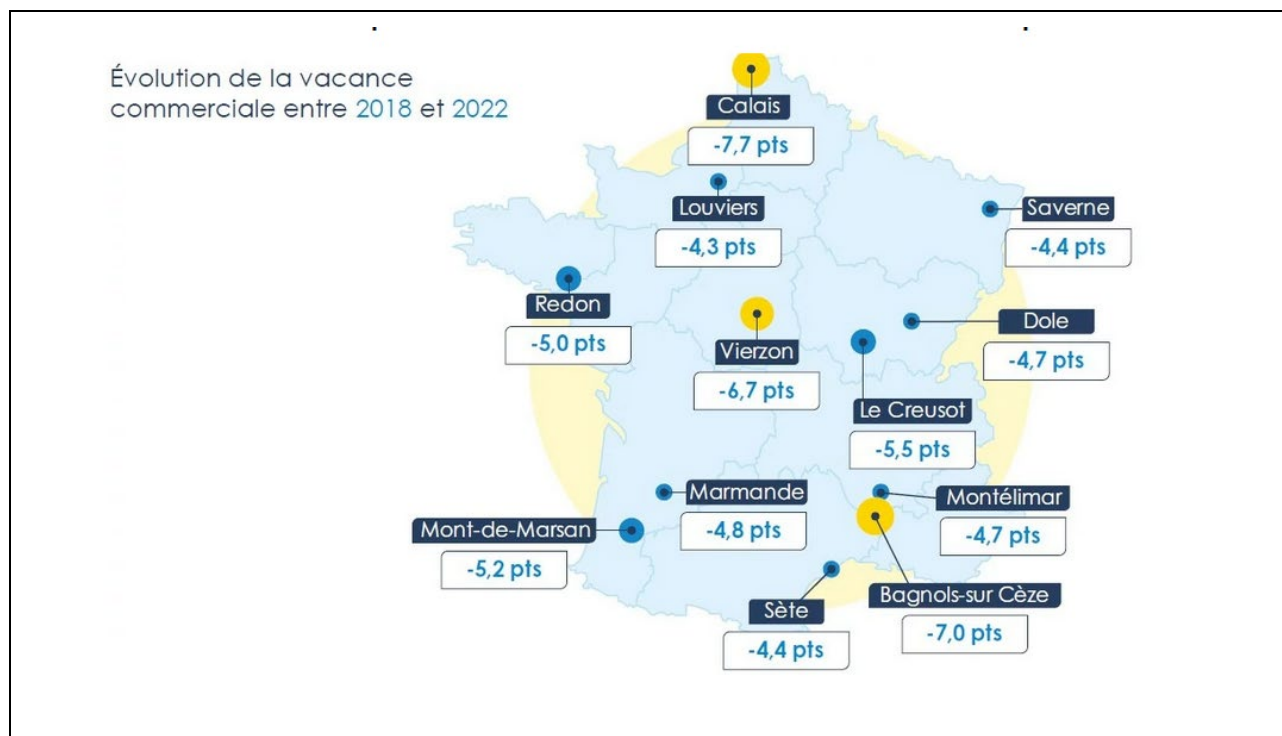 Évolution de la vacance
commerciale entre 2018 et 2022
Calais
-7,7 pts
Louviers
-4,3 pts
Saverne
-4,4 pts
Redon
-5,0 pts
Vierzon
-6,7 pts
Dole
-4,7 pts
Le Creusot
-5,5 pts
Marmande
-4,8 pts
Montélimar
-4,7 pts
Mont-de-Marsan
-5,2 pts
Bagnols-sur Cèze
-7,0 pts
Sète
-4,4 pts